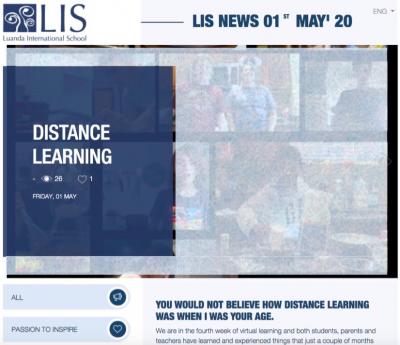 LIS
Luanda International School
LIS NEWS 01 ST MAY' 20
ENG
DISTANCE
LEARNING
- 26 1
FRIDAY, 01 MAY
ALL
PASSION TO INSPIRE
YOU WOULD NOT BELIEVE HOW DISTANCE LEARNING
WAS WHEN I WAS YOUR AGE.
We are in the fourth week of virtual learning and both students, parents and
teachers have learned and experienced things that just a couple of months